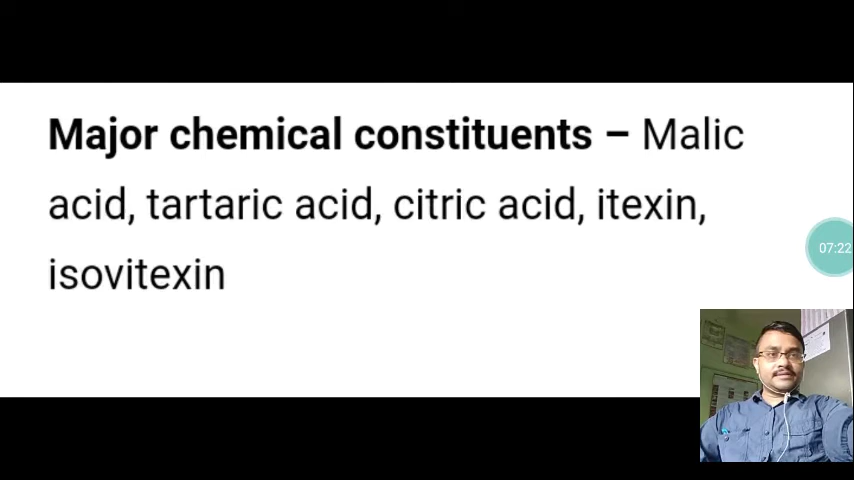 Major chemical constituents – Malic
acid, tartaric acid, citric acid, itexin,
isovitexin
07:22